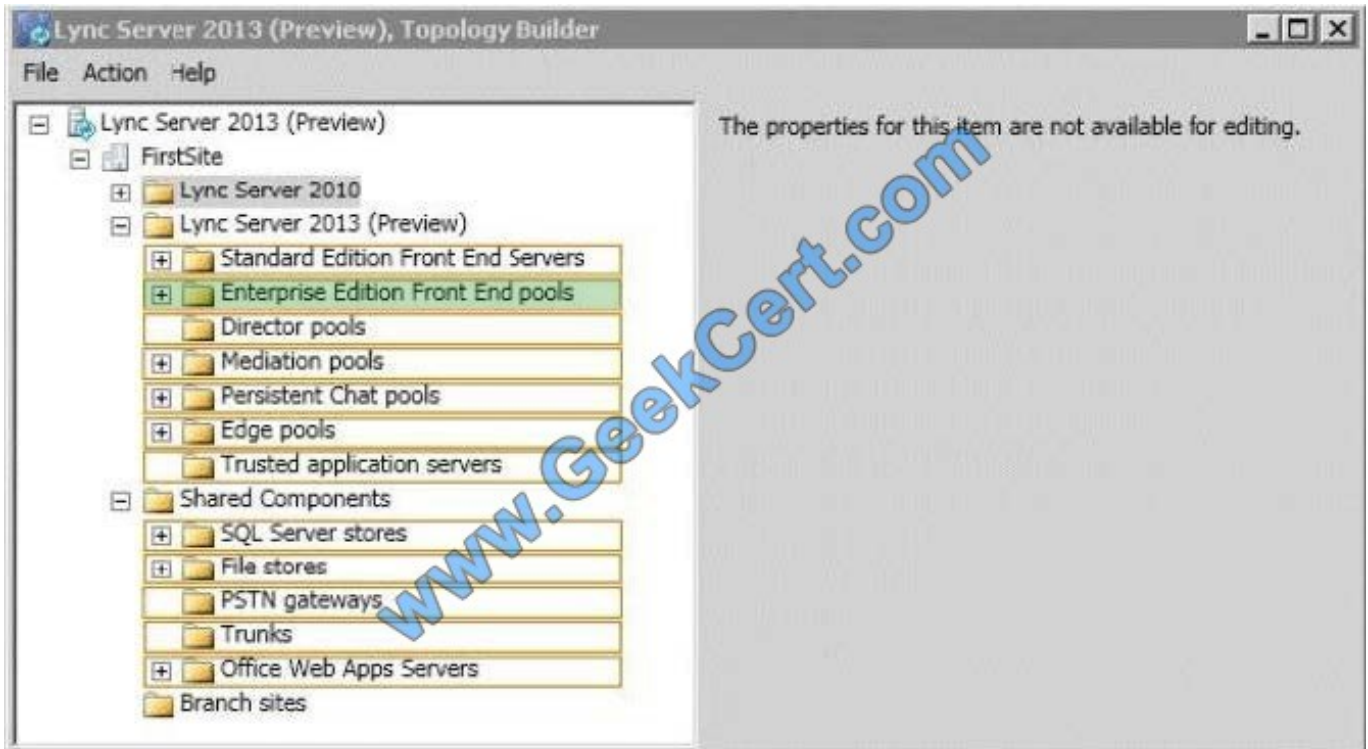 Lync Server 2013 (Preview), Topology Builder
File Action Help
Lync Server 2013 (Preview)
The properties for this item are not available for editing.
FirstSite
Lync Server 2010
Lync Server 2013 (Preview)
Standard Edition Front End Servers
Enterprise Edition Front End pools
Director pools
Mediation pools
Persistent Chat pools
Edge pools
Trusted application servers
Shared Components
SQL Server stores
File stores
PSTN gateways
Trunks
Office Web Apps Servers
Branch sites
www.GeekCert.com